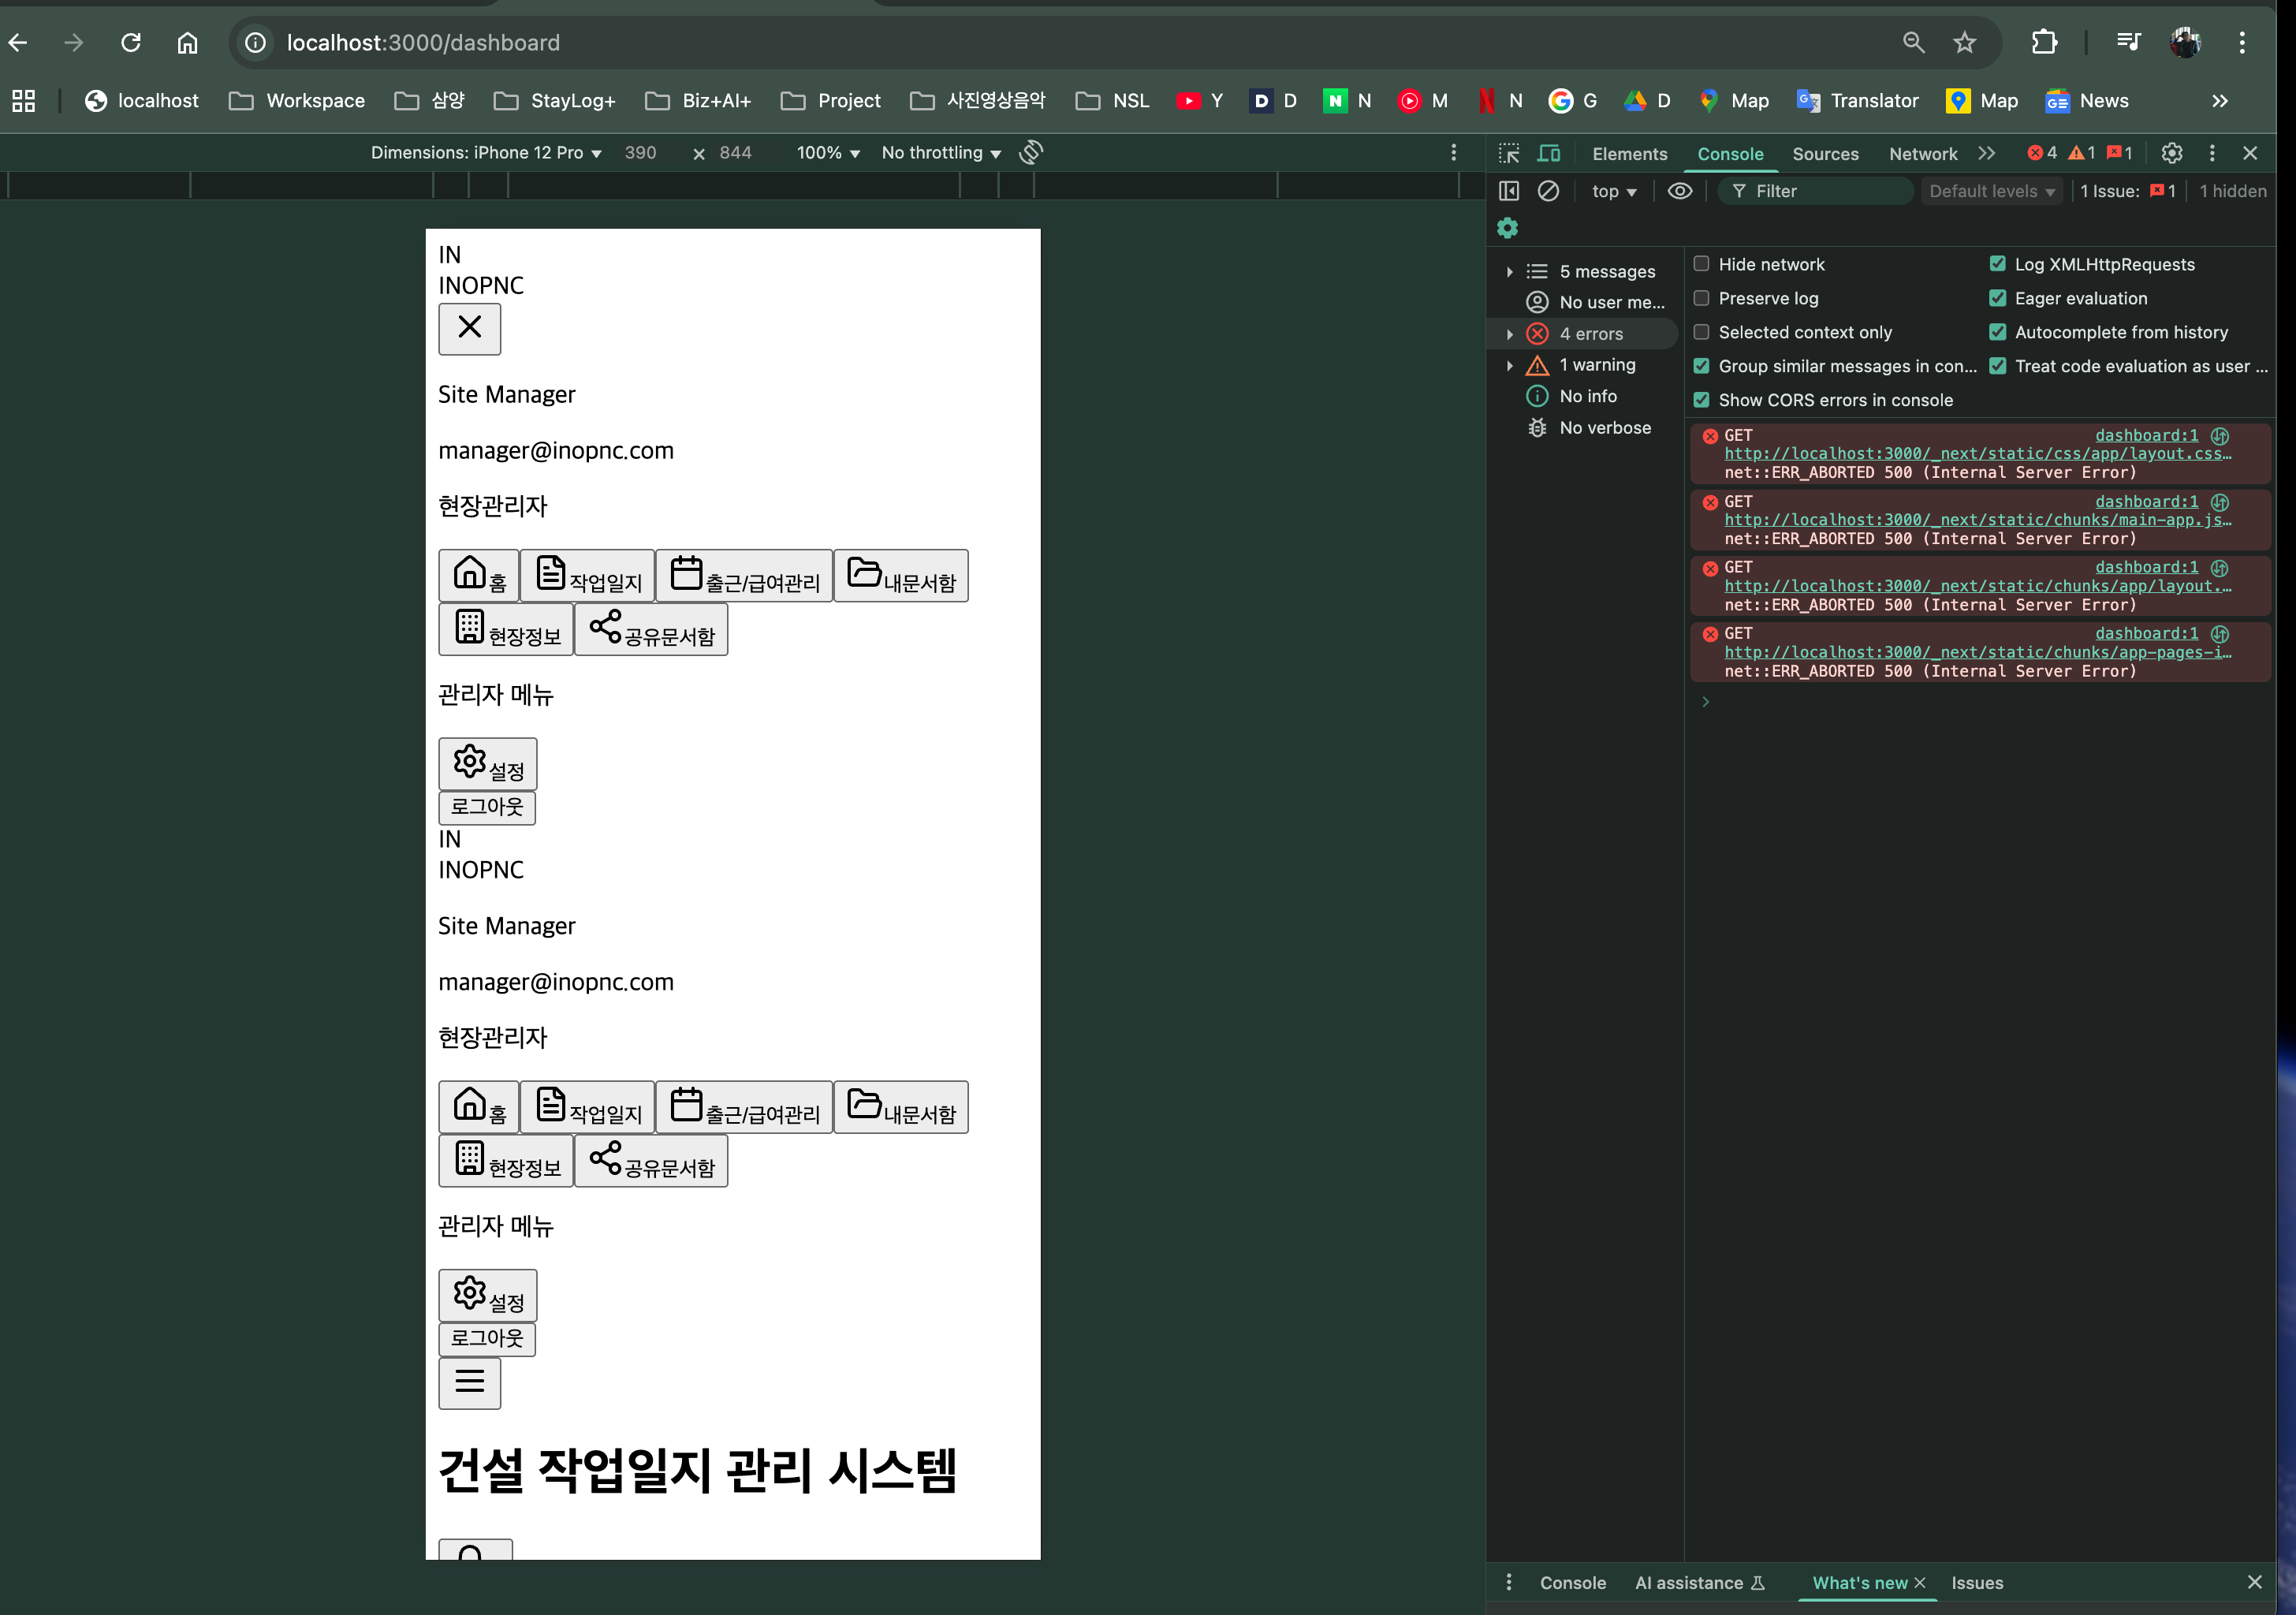 localhost:3000/dashboard
localhost Workspace 삼양 StayLog+ Biz+AI+ Project 사진영상음악 NSL Y D N M N G D Map Translator Map News
Dimensions: iPhone 12 Pro 390 × 844 100% No throttling
Elements Console Sources Network 4 1 1
top Filter Default levels 1 Issue: 1 1 hidden
5 messages
No user me...
4 errors
1 warning
No info
No verbose
Hide network Log XMLHttpRequests
Preserve log Eager evaluation
Selected context only Autocomplete from history
Group similar messages in con... Treat code evaluation as user ...
Show CORS errors in console
GET dashboard:1
http://localhost:3000/_next/static/css/app/layout.css…
net::ERR_ABORTED 500 (Internal Server Error)
GET dashboard:1
http://localhost:3000/_next/static/chunks/main-app.js…
net::ERR_ABORTED 500 (Internal Server Error)
GET dashboard:1
http://localhost:3000/_next/static/chunks/app/layout.…
net::ERR_ABORTED 500 (Internal Server Error)
GET dashboard:1
http://localhost:3000/_next/static/chunks/app-pages-i…
net::ERR_ABORTED 500 (Internal Server Error)
IN
INOPNC
Site Manager
manager@inopnc.com
현장관리자
홈 작업일지 출근/급여관리 내문서함
현장정보 공유문서함
관리자 메뉴
설정
로그아웃
IN
INOPNC
Site Manager
manager@inopnc.com
현장관리자
홈 작업일지 출근/급여관리 내문서함
현장정보 공유문서함
관리자 메뉴
설정
로그아웃
건설 작업일지 관리 시스템
Console AI assistance What's new Issues